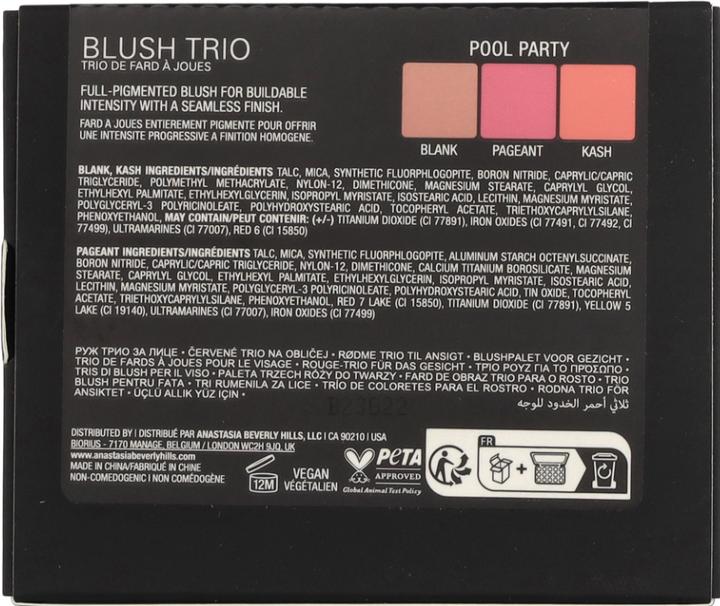 BLUSH TRIO
TRIO DE FARD À JOUES
FULL-PIGMENTED BLUSH FOR BUILDABLE
INTENSITY WITH A SEAMLESS FINISH.
FARD A JOUES ENTIEREMENT PIGMENTE POUR OFFRIR
UNE INTENSITE PROGRESSIVE A FINITION HOMOGENE.
POOL PARTY
BLANK PAGEANT KASH
BLANK, KASH INGREDIENTS/INGRÉDIENTS TALC, MICA, SYNTHETIC FLUORPHLOGOPITE, BORON NITRIDE, CAPRYLIC/CAPRIC
TRIGLYCERIDE, POLYMETHYL METHACRYLATE, NYLON-12, DIMETHICONE, MAGNESIUM STEARATE, CAPRYLYL GLYCOL,
ETHYLHEXYL PALMITATE, ETHYLHEXYLGLYCERIN, ISOPROPYL MYRISTATE, ISOSTEARIC ACID, LECITHIN, MAGNESIUM MYRISTATE,
POLYGLYCERYL-3 POLYRICINOLEATE, POLYHYDROXYSTEARIC ACID, TOCOPHERYL ACETATE, TRIETHOXYCAPRYLYLSILANE,
PHENOXYETHANOL, MAY CONTAIN/PEUT CONTENIR: (+/-) TITANIUM DIOXIDE (CI 77891), IRON OXIDES (CI 77491, CI 77492, CI
77499), ULTRAMARINES (CI 77007), RED 6 (CI 15850)
PAGEANT INGREDIENTS/INGRÉDIENTS TALC, MICA, SYNTHETIC FLUORPHLOGOPITE, ALUMINUM STARCH OCTENYLSUCCINATE,
BORON NITRIDE, CAPRYLIC/CAPRIC TRIGLYCERIDE, NYLON-12, DIMETHICONE, CALCIUM TITANIUM BOROSILICATE, MAGNESIUM
STEARATE, CAPRYLYL GLYCOL, ETHYLHEXYL PALMITATE, ETHYLHEXYLGLYCERIN, ISOPROPYL MYRISTATE, ISOSTEARIC ACID,
LECITHIN, MAGNESIUM MYRISTATE, POLYGLYCERYL-3 POLYRICINOLEATE, POLYHYDROXYSTEARIC ACID, TIN OXIDE, TOCOPHERYL
ACETATE, TRIETHOXYCAPRYLYLSILANE, PHENOXYETHANOL, RED 7 LAKE (CI 15850), TITANIUM DIOXIDE (CI 77891), YELLOW 5
LAKE (CI 19140), ULTRAMARINES (CI 77007), IRON OXIDES (CI 77499)
РУЖ ТРИО ЗА ЛИЦЕ • ČERVENÉ TRIO NA OBLIČEJ • RØDME TRIO TIL ANSIGT • BLUSHPALET VOOR GEZICHT •
TRIO DE FARDS À JOUES POUR LE VISAGE • ROUGE-TRIO FÜR DAS GESICHT • ΤΡΙΟ ΡΟΥΖ ΓΙΑ ΤΟ ΠΡΟΣΩΠΟ •
TRIS DI BLUSH PER IL VISO • PALETA TRZECH RÓŻY DO TWARZY • FARD DE OBRAZ TRIO PARA O ROSTO • TRIO
BLUSH PENTRU FATA • TRI RUMENILA ZA LICE • TRÍO DE COLORETES PARA EL ROSTRO • RODNA TRIO FÖR
ANSIKTET • ÜÇLÜ ALLIK YÜZ IÇIN •
ثلاثي أحمر الخدود للوجه
DISTRIBUTED BY | DISTRIBUÉ PAR ANASTASIA BEVERLY HILLS, LLC | CA 90210 | USA
BIORIUS - 7170 MANAGE, BELGIUM / LONDON WC2H 9JQ, UK
www.anastasiabeverlyhills.com
MADE IN CHINA/FABRIQUÉ IN CHINE
NON-COMEDOGENIC | NON COMÉDOGÈNE
12M
VEGAN
VÉGÉTALIEN
PETA
APPROVED
Global Animal Test Policy
FR
+